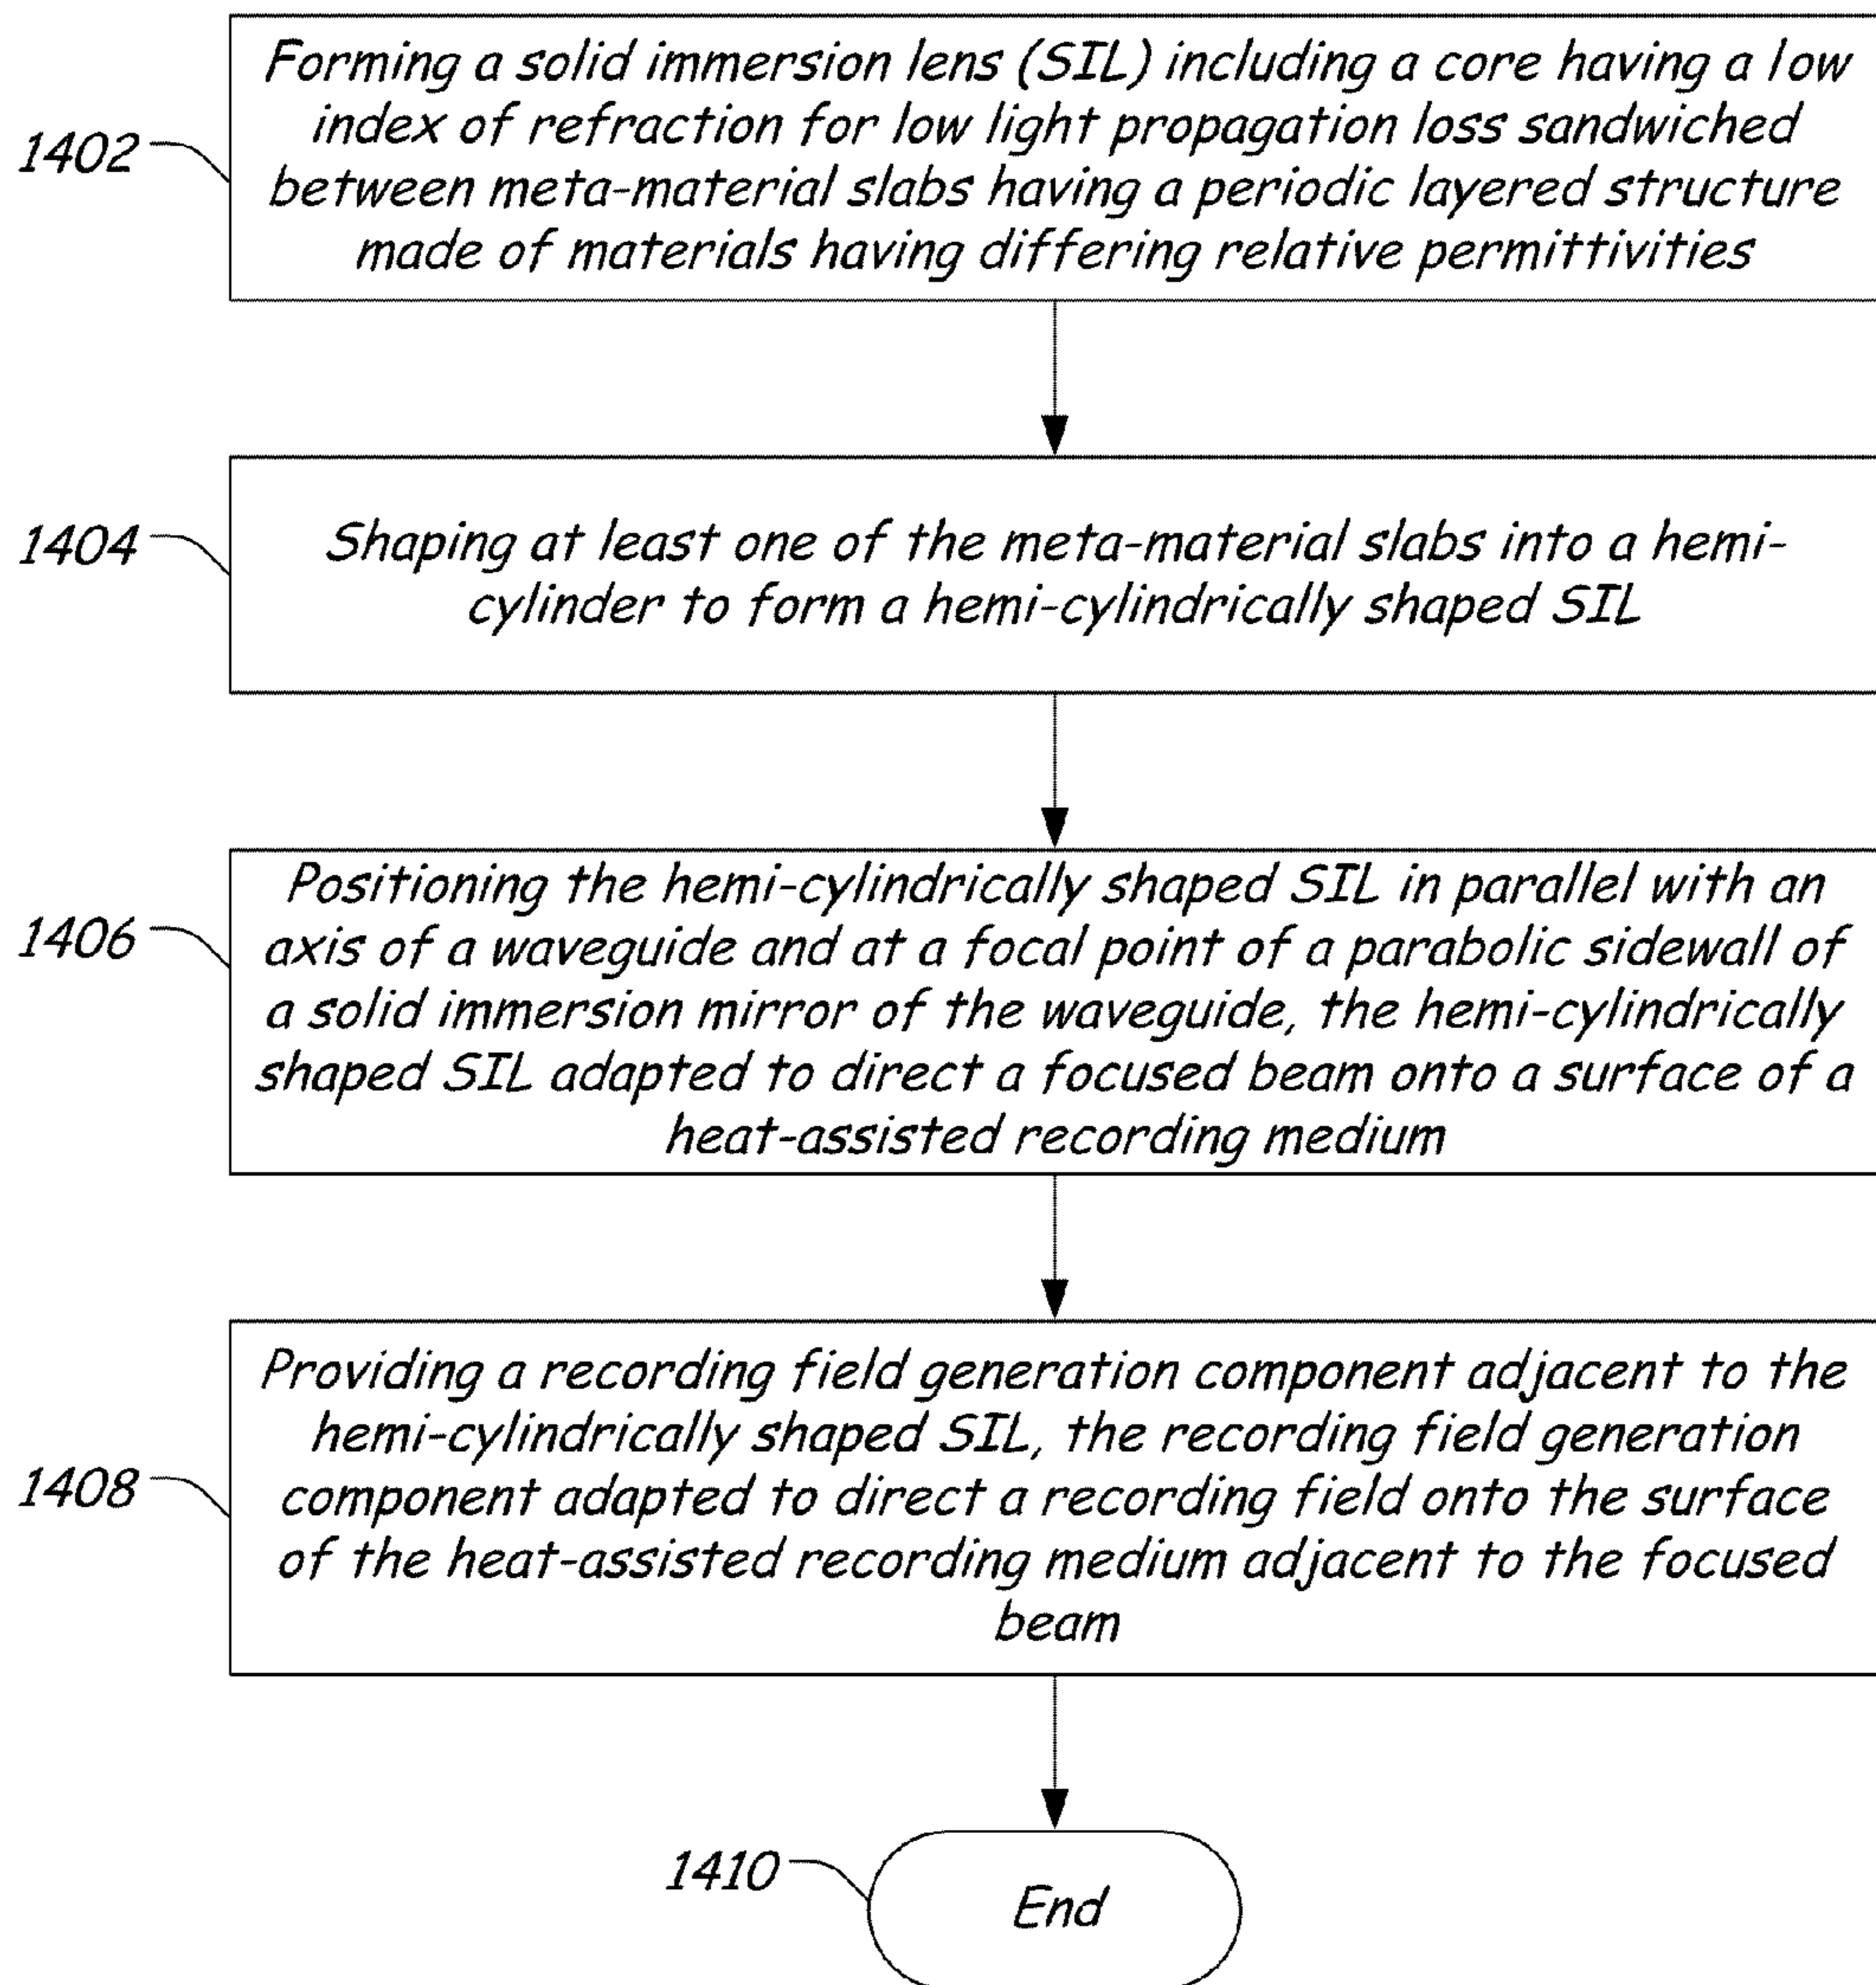 Forming a solid immersion lens (SIL) including a core having a low
index of refraction for low light propagation loss sandwiched
1402
between meta-material slabs having a periodic layered structure
made of materials having differing relative permittivities
1404
Shaping at least one of the meta-material slabs into a hemi-
cylinder to form a hemi-cylindrically shaped SIL
Positioning the hemi-cylindrically shaped SIL in parallel with an
1406
axis of a waveguide and at a focal point of a parabolic sidewall of
a solid immersion mirror of the waveguide, the hemi-cylindrically
shaped SIL adapted to direct a focused beam onto a surface of a
heat-assisted recording medium
Providing a recording field generation component adjacent to the
hemi-cylindrically shaped SIL, the recording field generation
1408
component adapted to direct a recording field onto the surface
of the heat-assisted recording medium adjacent to the focused
beam
1410
End